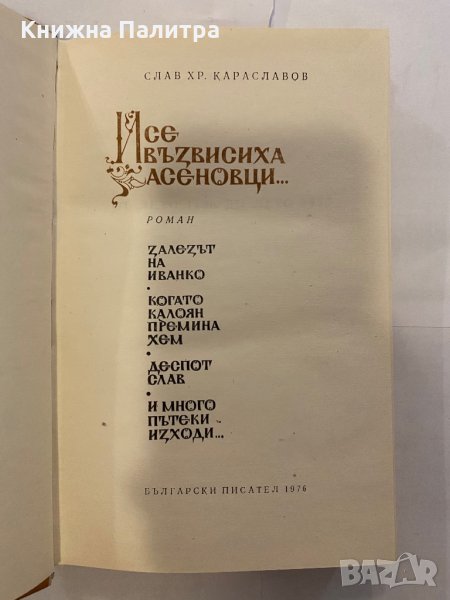 Книжна Палитра
СЛАВ ХР. КАРАСЛАВОВ
И СЕ
ВЪЗВИСИХА
АСЕНОВЦИ...
РОМАН
ЗАЛЕЗЪТ
НА
ИВАНКО
•
КОГАТО
КАЛОЯН
ПРЕМИНА
ХЕМ
•
ДЕСПОТ
СЛАВ
•
И МНОГО
ПЪТЕКИ
ИЗХОДИ...
БЪЛГАРСКИ ПИСАТЕЛ 1976
BAZAR